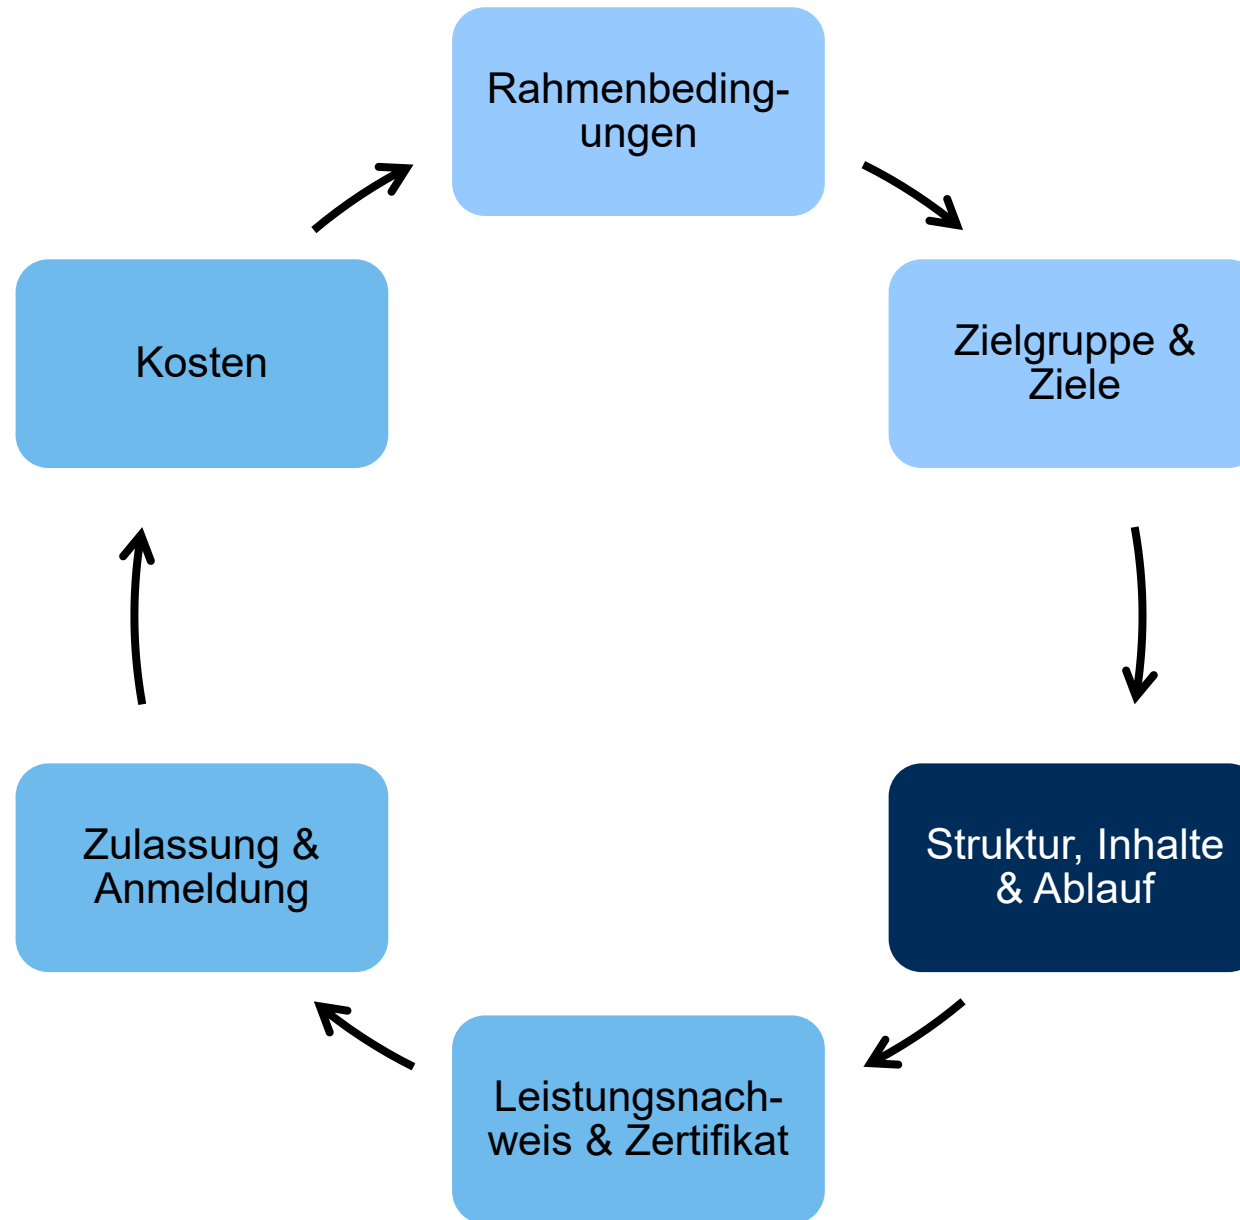 Rahmenbeding-
ungen
Zielgruppe &
Ziele
Struktur, Inhalte
& Ablauf
Leistungsnach-
weis & Zertifikat
Zulassung &
Anmeldung
Kosten